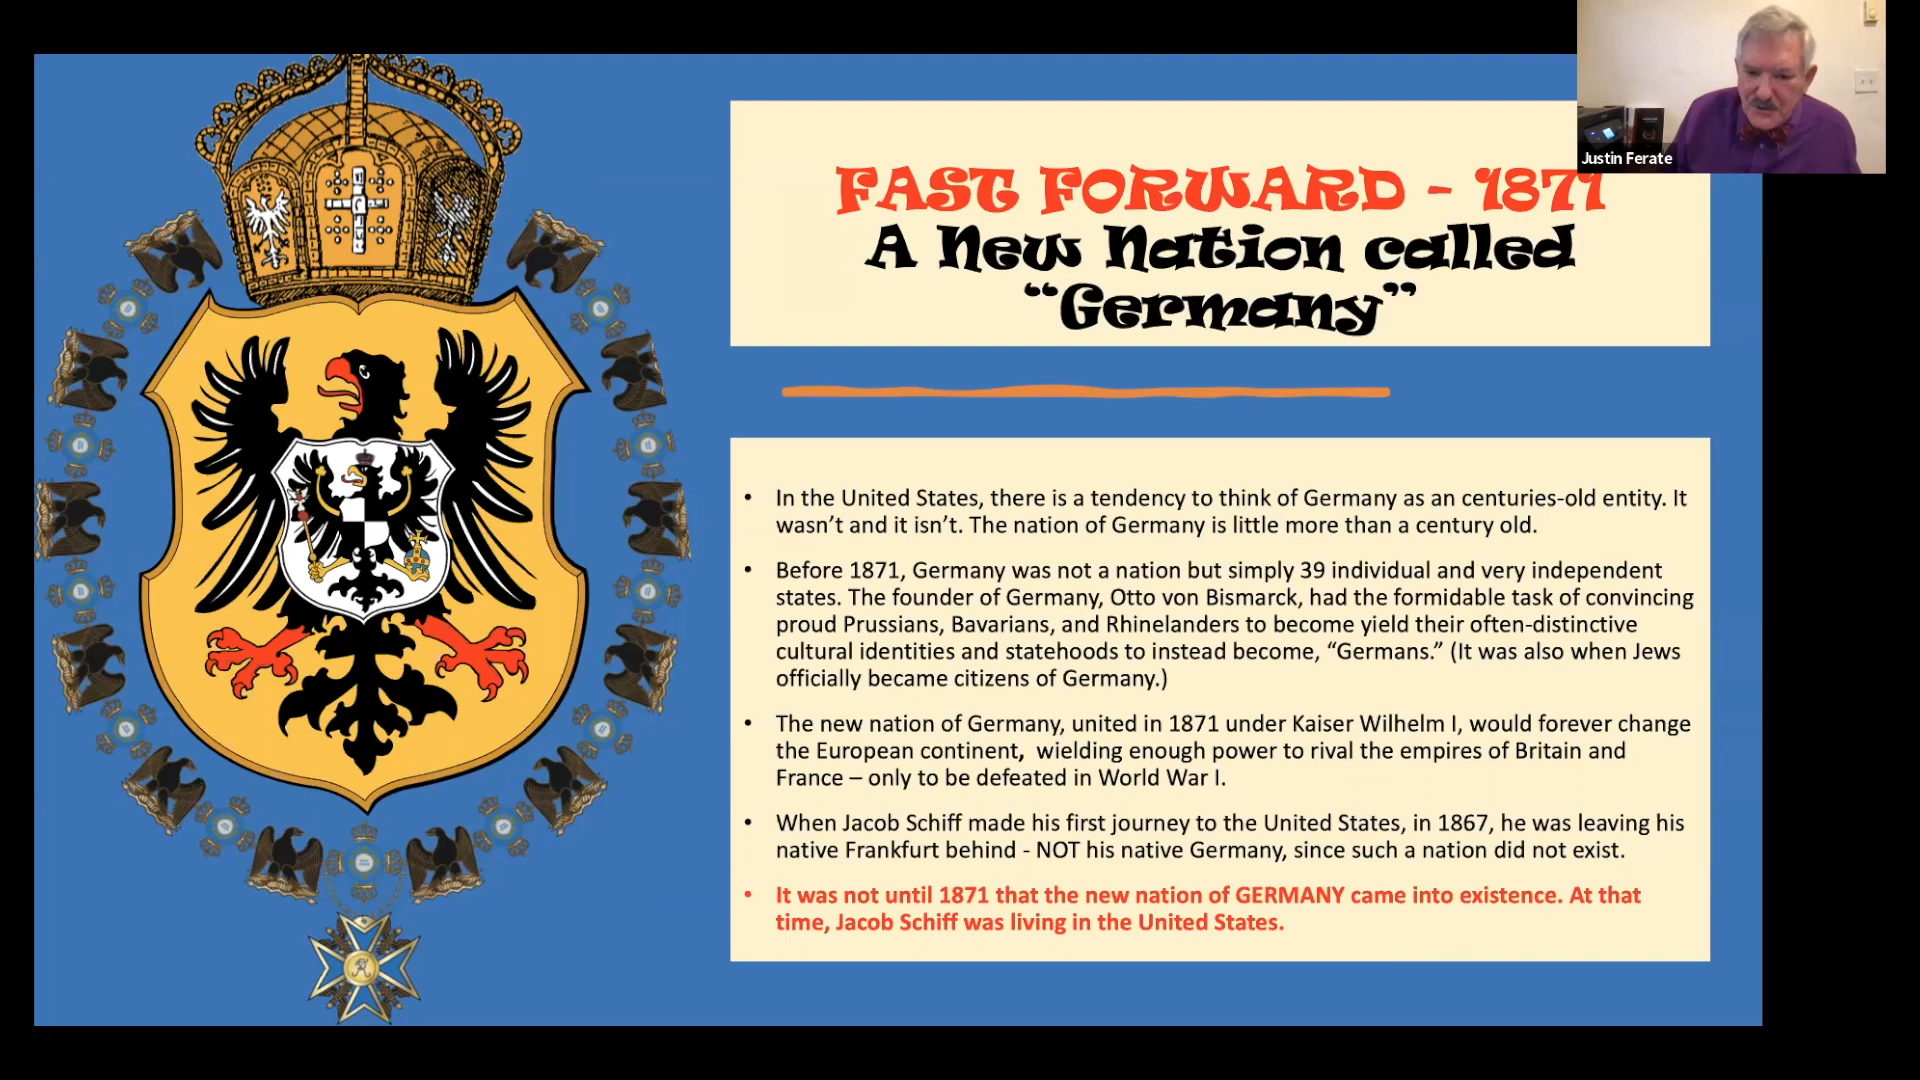 FAST FORWARD - 1871
A New Nation called
“Germany”
Justin Ferate
• In the United States, there is a tendency to think of Germany as an centuries-old entity. It
wasn’t and it isn’t. The nation of Germany is little more than a century old.
• Before 1871, Germany was not a nation but simply 39 individual and very independent
states. The founder of Germany, Otto von Bismarck, had the formidable task of convincing
proud Prussians, Bavarians, and Rhinelanders to become yield their often-distinctive
cultural identities and statehoods to instead become, “Germans.” (It was also when Jews
officially became citizens of Germany.)
• The new nation of Germany, united in 1871 under Kaiser Wilhelm I, would forever change
the European continent,  wielding enough power to rival the empires of Britain and
France – only to be defeated in World War I.
• When Jacob Schiff made his first journey to the United States, in 1867, he was leaving his
native Frankfurt behind - NOT his native Germany, since such a nation did not exist.
• It was not until 1871 that the new nation of GERMANY came into existence. At that
time, Jacob Schiff was living in the United States.